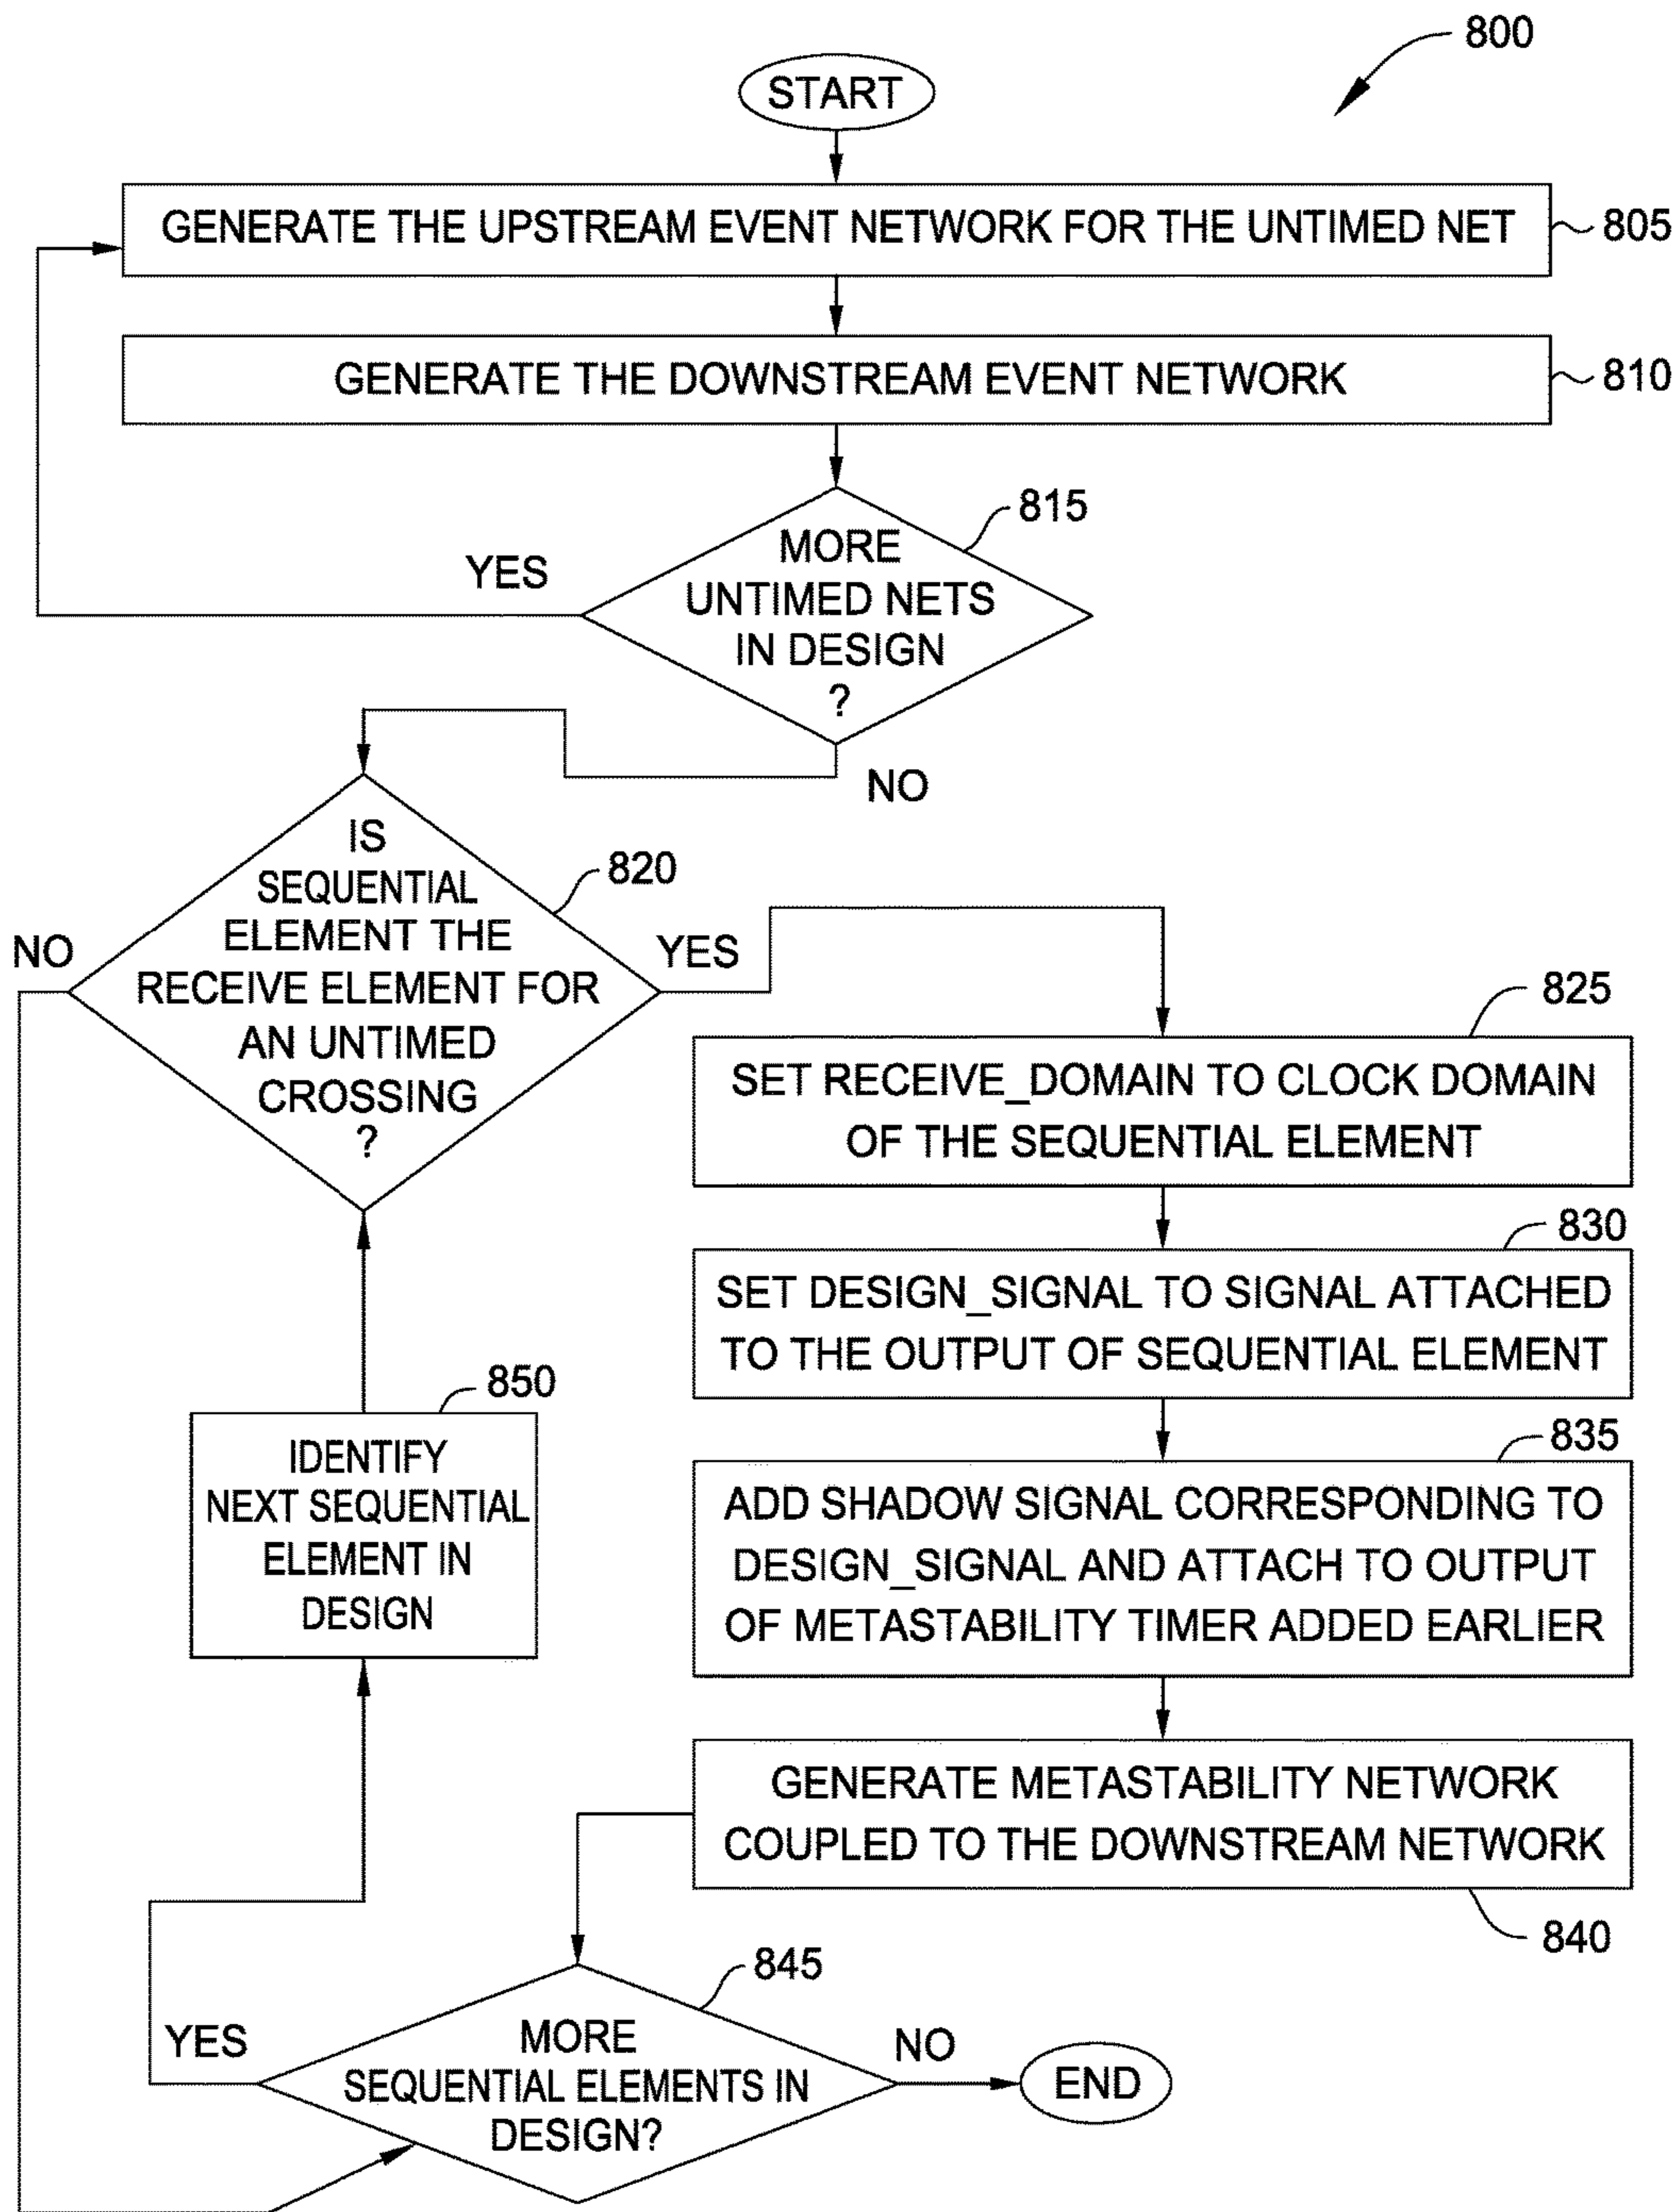 800
START
GENERATE THE UPSTREAM EVENT NETWORK FOR THE UNTIMED NET
805
GENERATE THE DOWNSTREAM EVENT NETWORK
810
815
MORE
UNTIMED NETS
IN DESIGN
?
YES
NO
IS
SEQUENTIAL
ELEMENT THE
RECEIVE ELEMENT FOR
AN UNTIMED
CROSSING
?
820
NO
YES
825
SET RECEIVE_DOMAIN TO CLOCK DOMAIN
OF THE SEQUENTIAL ELEMENT
830
SET DESIGN_SIGNAL TO SIGNAL ATTACHED
TO THE OUTPUT OF SEQUENTIAL ELEMENT
835
ADD SHADOW SIGNAL CORRESPONDING TO
DESIGN_SIGNAL AND ATTACH TO OUTPUT
OF METASTABILITY TIMER ADDED EARLIER
GENERATE METASTABILITY NETWORK
COUPLED TO THE DOWNSTREAM NETWORK
840
850
IDENTIFY
NEXT SEQUENTIAL
ELEMENT IN
DESIGN
845
MORE
SEQUENTIAL ELEMENTS IN
DESIGN?
YES
NO
END